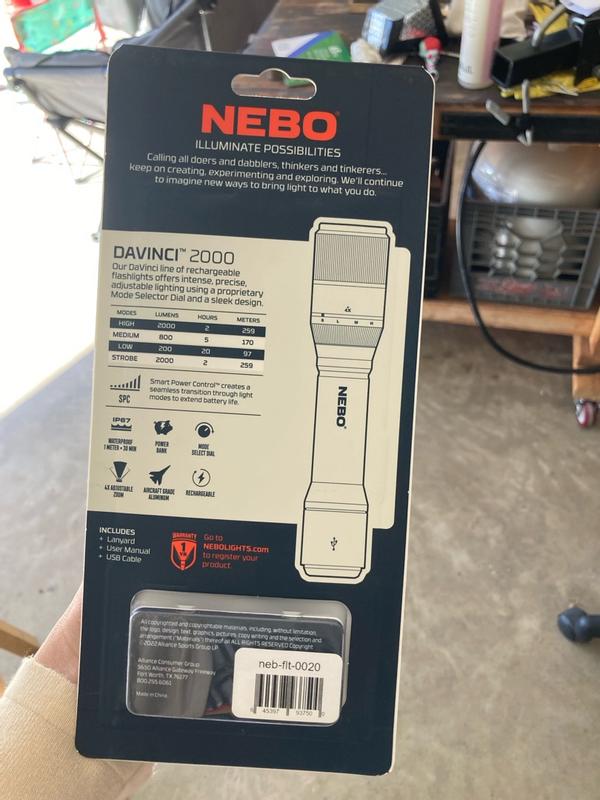 NEBO
ILLUMINATE POSSIBILITIES
Calling all doers and dabblers, thinkers and tinkerers...
keep on creating, experimenting and exploring. We'll continue
to imagine new ways to bring light to what you do.
DAVINCI™ 2000
Our DaVinci line of rechargeable
flashlights offers intense, precise,
adjustable lighting using a proprietary
Mode Selector Dial and a sleek design.
MODES LUMENS HOURS METERS
HIGH 2000 2 259
MEDIUM 800 5 170
LOW 200 20 97
STROBE 2000 2 259
SPC
Smart Power Control™ creates a
seamless transition through light
modes to extend battery life.
IP67
WATERPROOF
1 METER • 30 MIN
POWER
BANK
MODE
SELECT DIAL
4X ADJUSTABLE
ZOOM
AIRCRAFT GRADE
ALUMINUM
RECHARGEABLE
4X
S L M H
NEBO
INCLUDES
+ Lanyard
+ User Manual
+ USB Cable
WARRANTY
Go to
NEBOLIGHTS.com
to register your
product.
All copyrighted and copyrightable materials, including, without limitation,
the logo, design, text, graphics, pictures, copy writing and the selection and
arrangement ("Materials") thereof all ALL RIGHTS RESERVED Copyright
©2022 Alliance Sports Group LP
Alliance Consumer Group
5650 Alliance Gateway Freeway
Fort Worth, TX 76177
800.255.6061
Made in China
neb-flt-0020
8 45397 93750 0